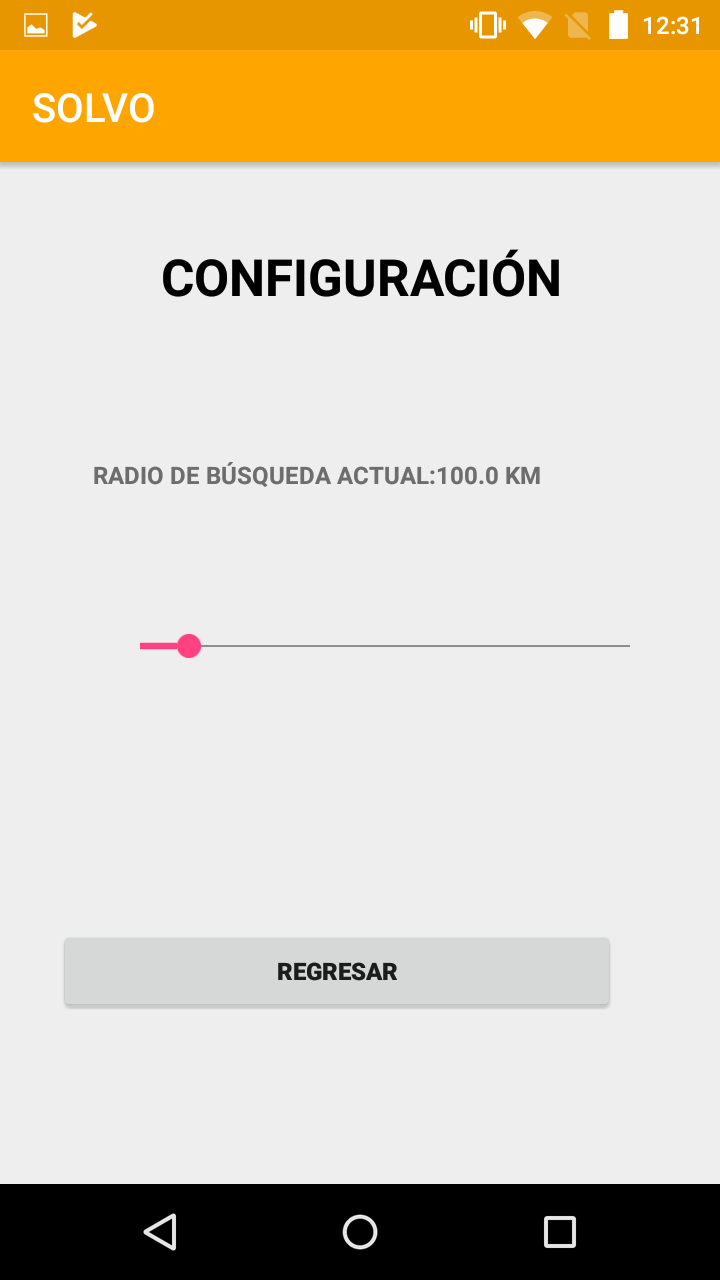 12:31
SOLVO
CONFIGURACIÓN
RADIO DE BÚSQUEDA ACTUAL:100.0 KM
REGRESAR